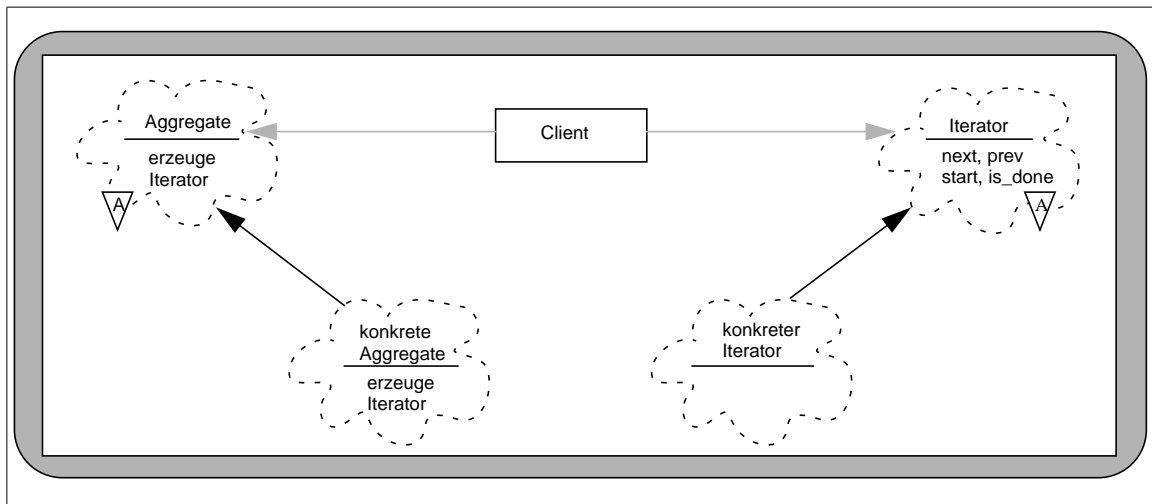 Aggregate
erzeuge
Iterator
A
Client
Iterator
next, prev
start, is_done
A
konkrete
Aggregate
erzeuge
Iterator
konkreter
Iterator